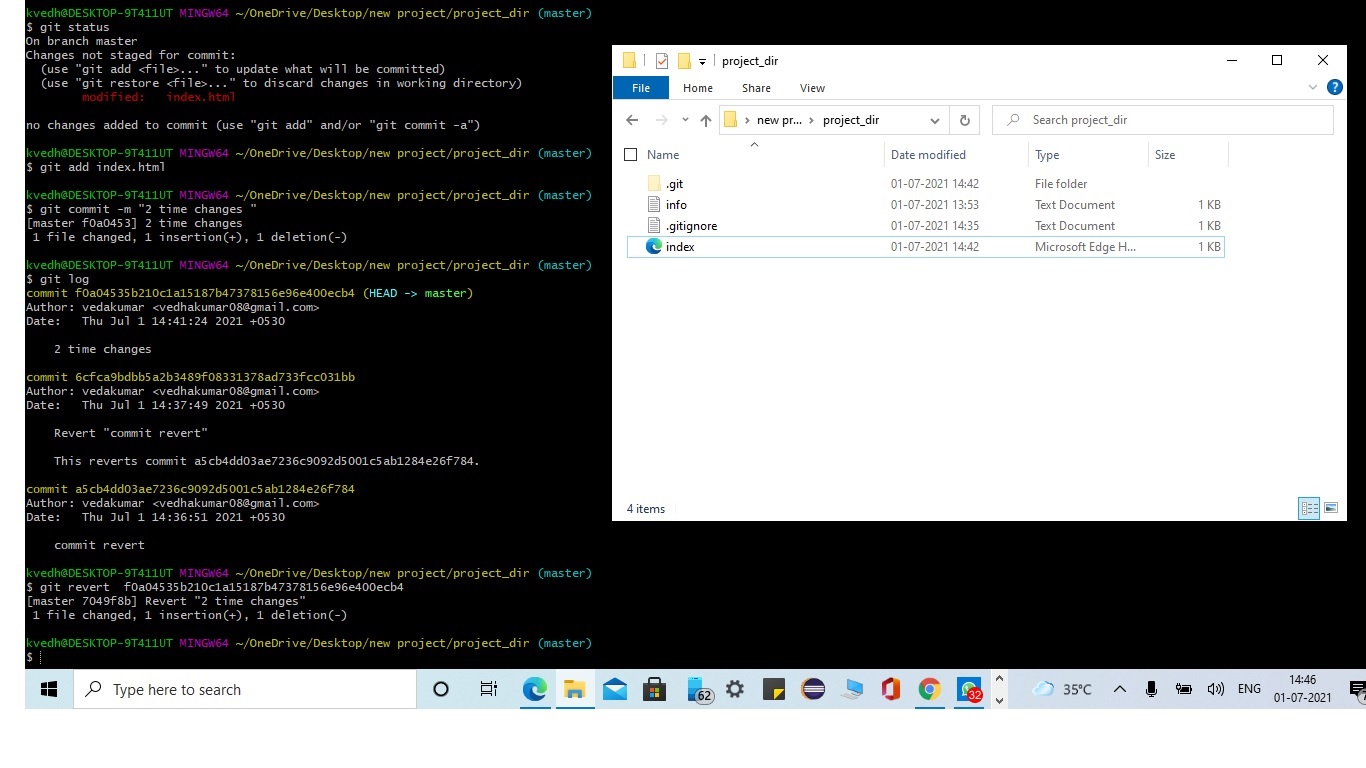 kvedh@DESKTOP-9T411UT MINGW64 ~/OneDrive/Desktop/new project/project_dir (master)
$ git status
On branch master
Changes not staged for commit:
  (use "git add <file>..." to update what will be committed)
  (use "git restore <file>..." to discard changes in working directory)
        modified:   index.html

no changes added to commit (use "git add" and/or "git commit -a")

kvedh@DESKTOP-9T411UT MINGW64 ~/OneDrive/Desktop/new project/project_dir (master)
$ git add index.html

kvedh@DESKTOP-9T411UT MINGW64 ~/OneDrive/Desktop/new project/project_dir (master)
$ git commit -m "2 time changes "
[master f0a0453] 2 time changes
 1 file changed, 1 insertion(+), 1 deletion(-)

kvedh@DESKTOP-9T411UT MINGW64 ~/OneDrive/Desktop/new project/project_dir (master)
$ git log
commit f0a04535b210c1a15187b47378156e96e400ecb4 (HEAD -> master)
Author: vedakumar <vedhakumar08@gmail.com>
Date:   Thu Jul 1 14:41:24 2021 +0530

    2 time changes

commit 6cfca9bdbb5a2b3489f08331378ad733fcc031bb
Author: vedakumar <vedhakumar08@gmail.com>
Date:   Thu Jul 1 14:37:49 2021 +0530

    Revert "commit revert"

    This reverts commit a5cb4dd03ae7236c9092d5001c5ab1284e26f784.

commit a5cb4dd03ae7236c9092d5001c5ab1284e26f784
Author: vedakumar <vedhakumar08@gmail.com>
Date:   Thu Jul 1 14:36:51 2021 +0530

    commit revert

kvedh@DESKTOP-9T411UT MINGW64 ~/OneDrive/Desktop/new project/project_dir (master)
$ git revert  f0a04535b210c1a15187b47378156e96e400ecb4
[master 7049f8b] Revert "2 time changes"
 1 file changed, 1 insertion(+), 1 deletion(-)

kvedh@DESKTOP-9T411UT MINGW64 ~/OneDrive/Desktop/new project/project_dir (master)
$
project_dir
File Home Share View
new pr... › project_dir
Search project_dir
Name Date modified Type Size
.git 01-07-2021 14:42 File folder
info 01-07-2021 13:53 Text Document 1 KB
.gitignore 01-07-2021 14:35 Text Document 1 KB
index 01-07-2021 14:42 Microsoft Edge H... 1 KB
4 items
Type here to search
62
32
35°C
ENG
14:46
01-07-2021